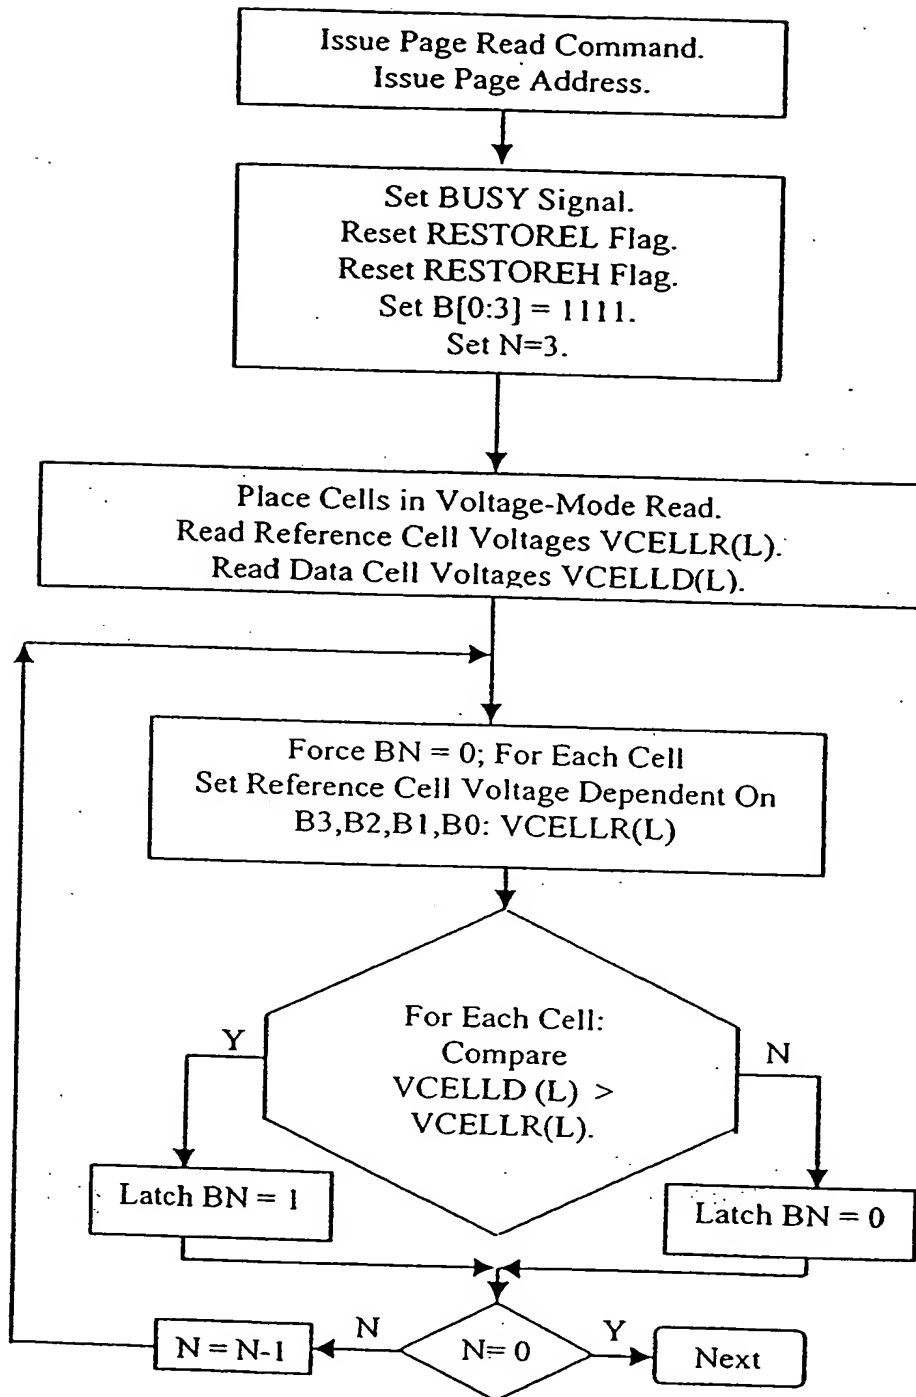 Issue Page Read Command.
Issue Page Address.
Set BUSY Signal.
Reset RESTOREL Flag.
Reset RESTOREH Flag.
Set B[0:3] = 1111.
Set N=3.
Place Cells in Voltage-Mode Read.
Read Reference Cell Voltages VCELLR(L).
Read Data Cell Voltages VCELLD(L).
Force BN = 0; For Each Cell
Set Reference Cell Voltage Dependent On
B3,B2,B1,B0: VCELLR(L)
For Each Cell:
Compare
VCELLD (L) >
VCELLR(L).
Y
N
Latch BN = 1
Latch BN = 0
N = N-1
N
N= 0
Y
Next